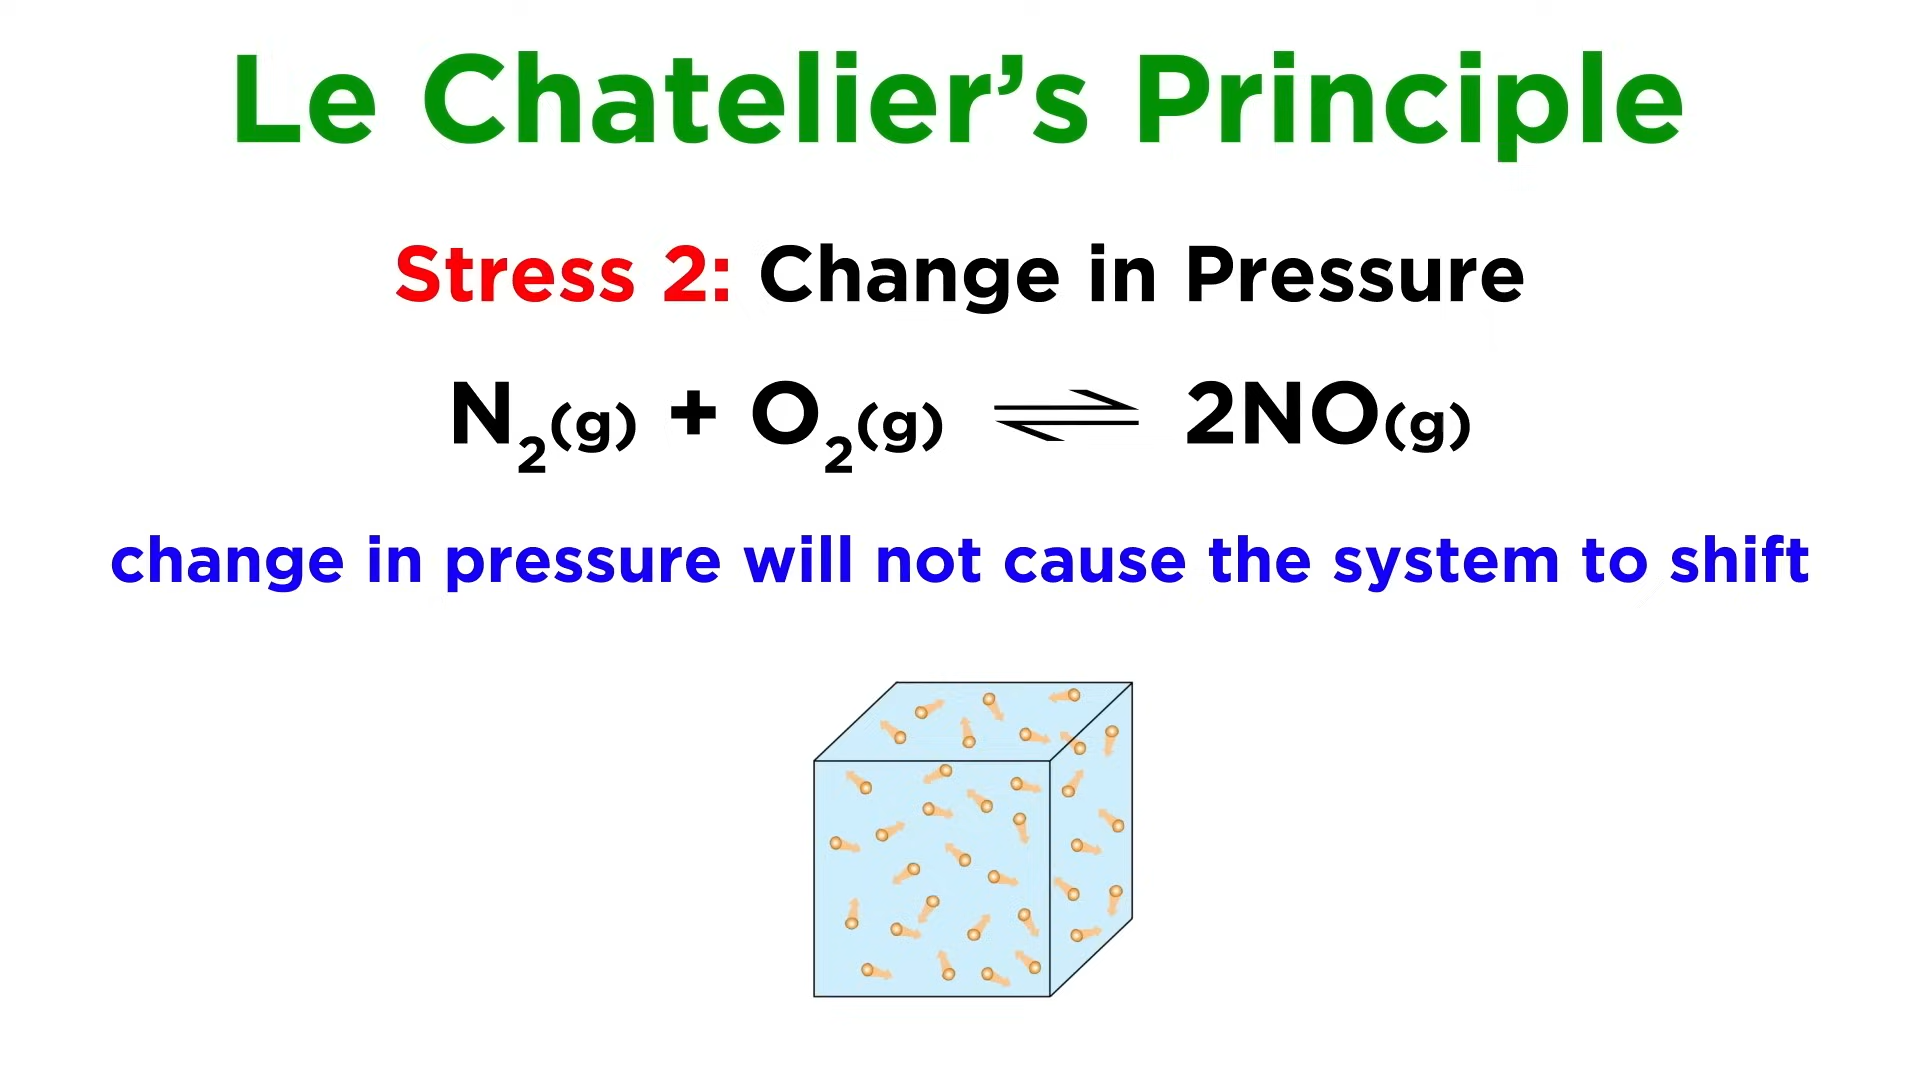 Le Chatelier’s Principle
Stress 2: Change in Pressure
N₂(g) + O₂(g) ⇌ 2NO(g)
change in pressure will not cause the system to shift